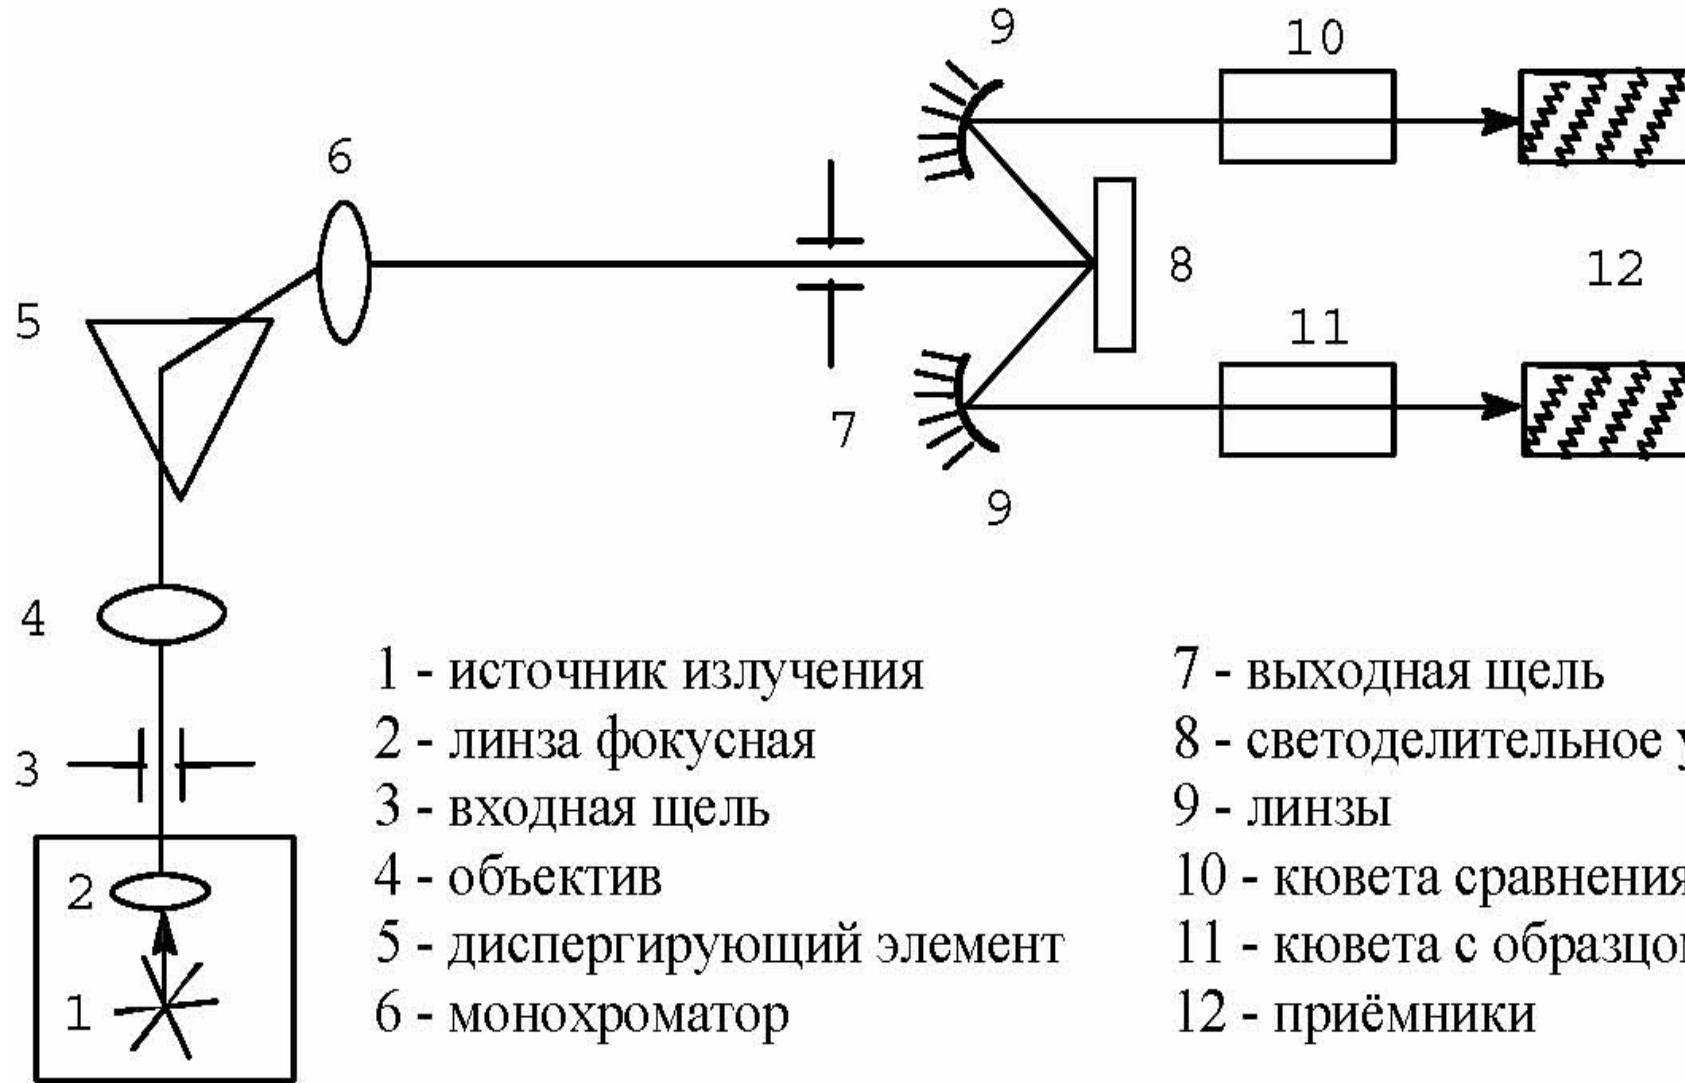 9
10
6
5
8
12
11
7
9
4
3
2
1
1 - источник излучения
2 - линза фокусная
3 - входная щель
4 - объектив
5 - диспергирующий элемент
6 - монохроматор
7 - выходная щель
8 - светоделительное
9 - линзы
10 - кювета сравнения
11 - кювета с
12 - приёмники